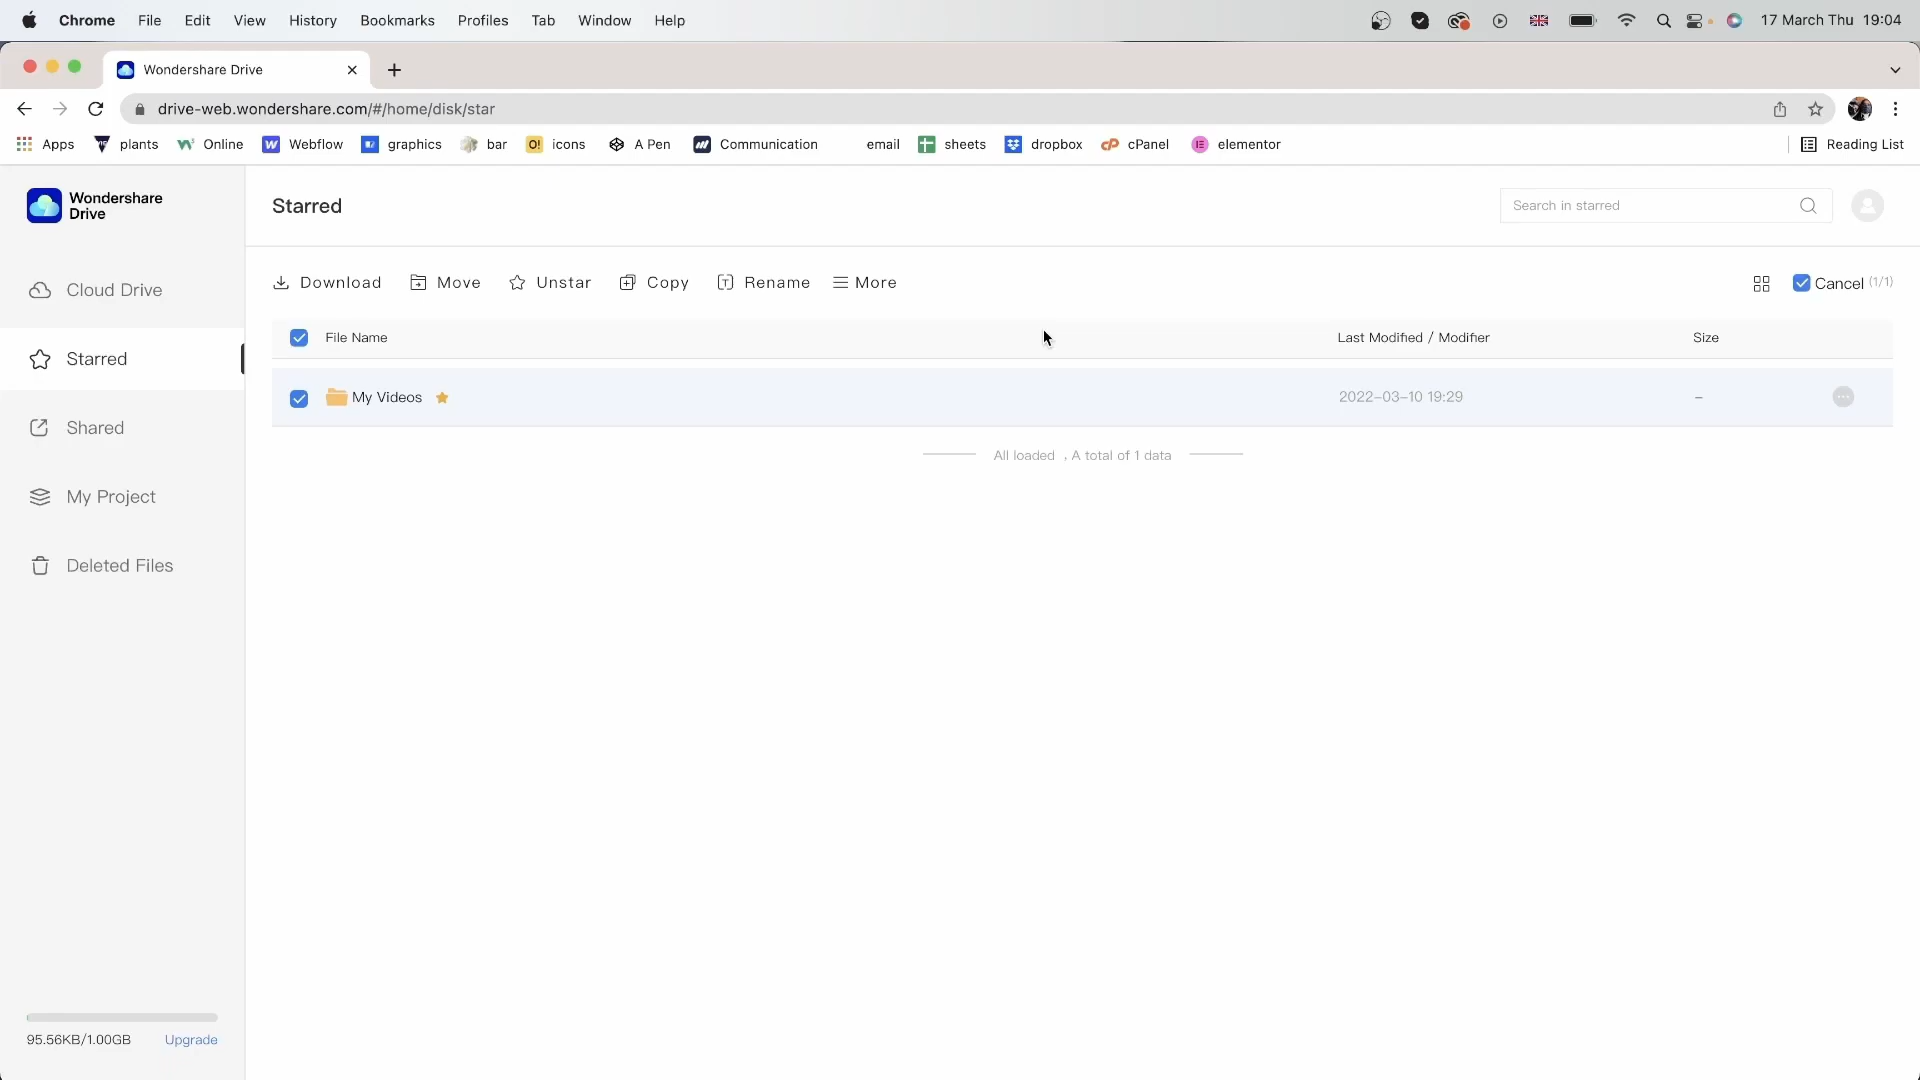 Chrome File Edit View History Bookmarks Profiles Tab Window Help 17 March Thu 19:04
Wondershare Drive
drive-web.wondershare.com/#/home/disk/star
Apps plants Online Webflow graphics bar icons A Pen Communication email sheets dropbox cPanel elementor Reading List
Wondershare
Drive
Starred
Search in starred
Cloud Drive
Starred
Shared
My Project
Deleted Files
Download Move Unstar Copy Rename More Cancel (1/1)
File Name Last Modified / Modifier Size
My Videos 2022-03-10 19:29 –
All loaded , A total of 1 data
95.56KB/1.00GB Upgrade